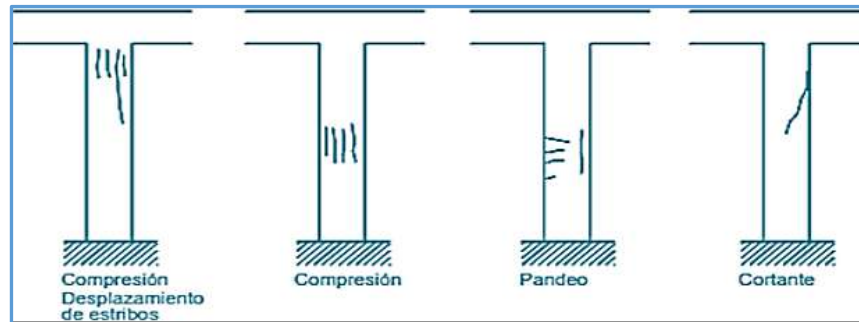 Compresión
Desplazamiento
de estribos
Compresión
Pandeo
Cortante